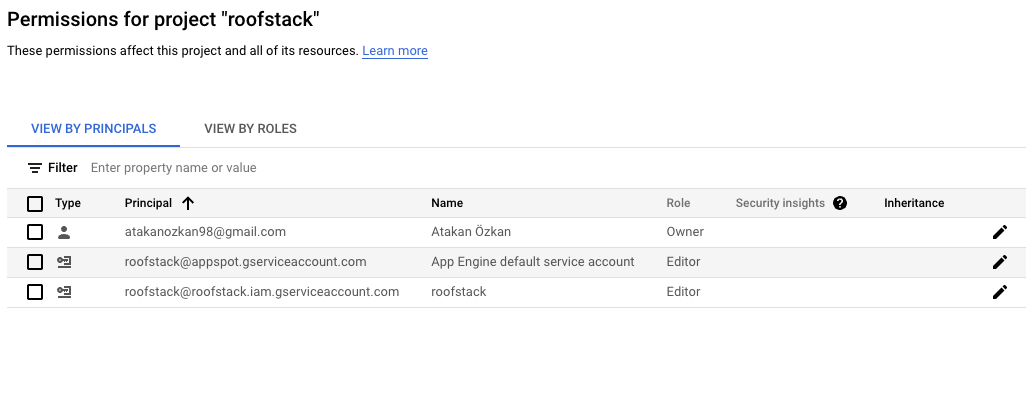 Permissions for project "roofstack"
These permissions affect this project and all of its resources. Learn more
VIEW BY PRINCIPALS VIEW BY ROLES
Filter Enter property name or value
Type Principal Name Role Security insights ? Inheritance
atakanozkan98@gmail.com Atakan Özkan Owner
roofstack@appspot.gserviceaccount.com App Engine default service account Editor
roofstack@roofstack.iam.gserviceaccount.com roofstack Editor